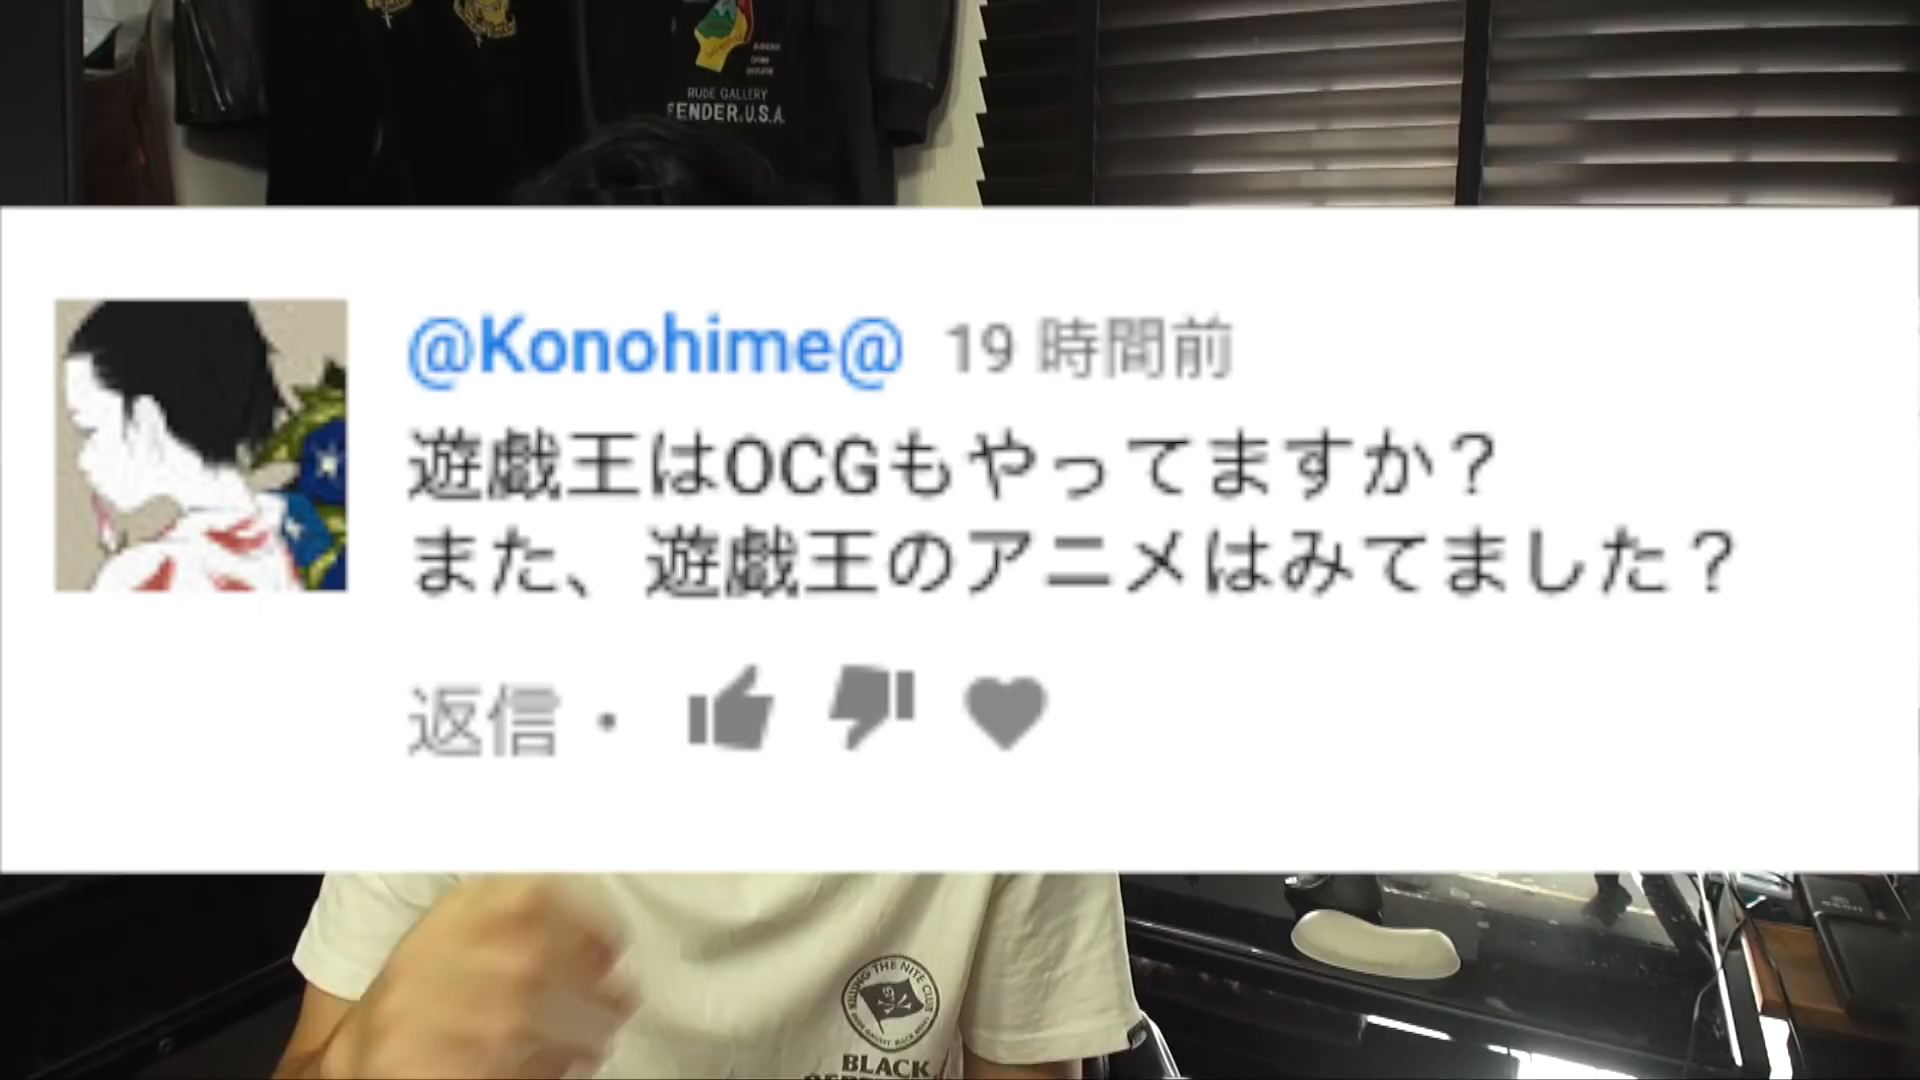 RUDE GALLERY
FENDER.U.S.A.
@Konohime@ 19 時間前
遊戯王はOCGもやってますか？
また、遊戯王のアニメはみてました？
返信・
KILLING THE NITE CLUB
BLACK